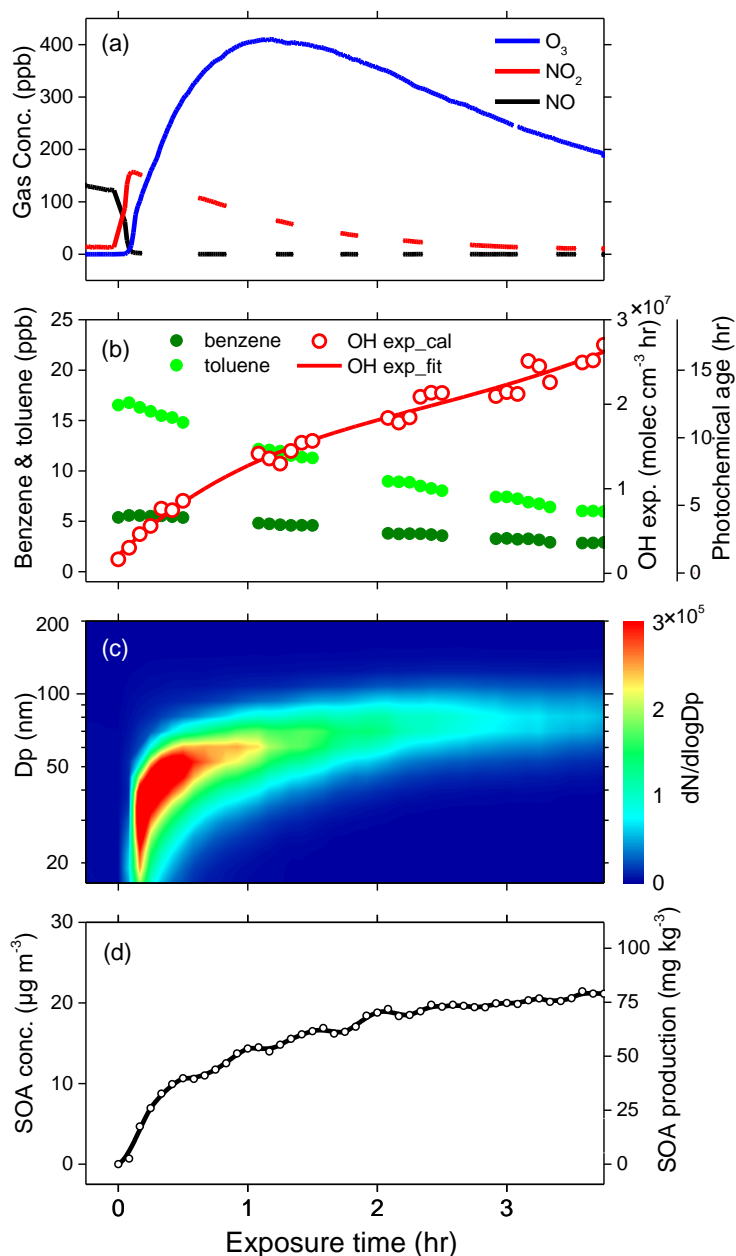 (a)
O3
NO2
NO
400
300
200
100
0
Gas Conc. (ppb)
(b)
benzene
toluene
OH exp_cal
OH exp_fit
25
20
15
10
5
0
Benzene & toluene (ppb)
3×10^7
2
1
0
OH exp. (molec cm-3 hr)
15
10
5
0
Photochemical age (hr)
(c)
200
100
50
20
Dp (nm)
3×10^5
2
1
0
dN/dlogDp
(d)
30
20
10
0
SOA conc. (µg m-3)
100
75
50
25
0
SOA production (mg kg-3)
0
1
2
3
Exposure time (hr)